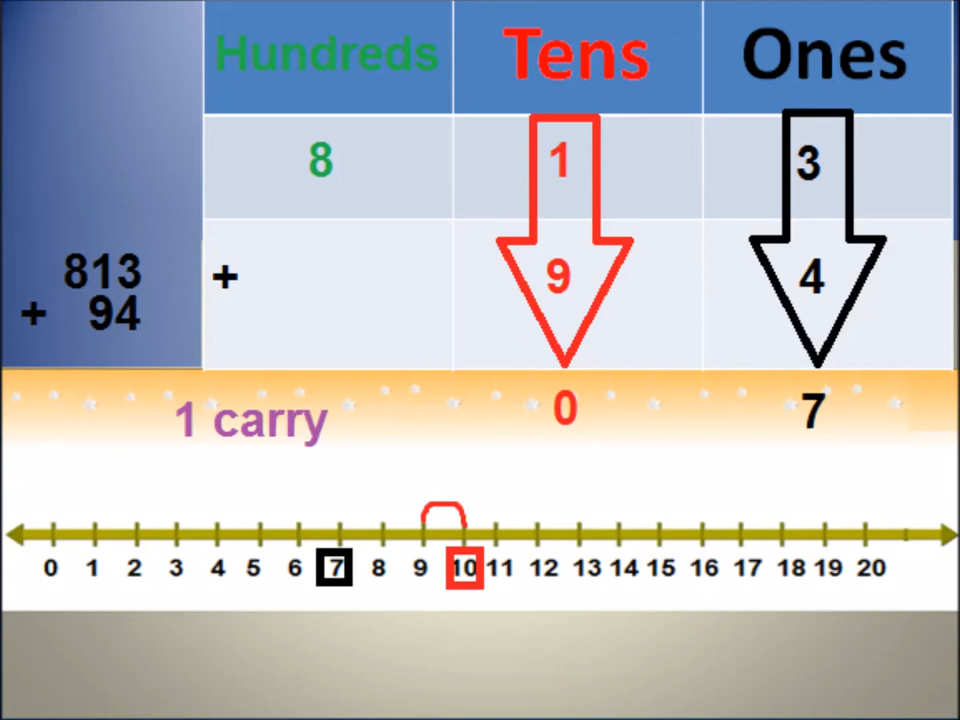 Hundreds Tens Ones
8 1 3
813 + 9 4
+ 94
1 carry 0 7
0 1 2 3 4 5 6 7 8 9 10 11 12 13 14 15 16 17 18 19 20